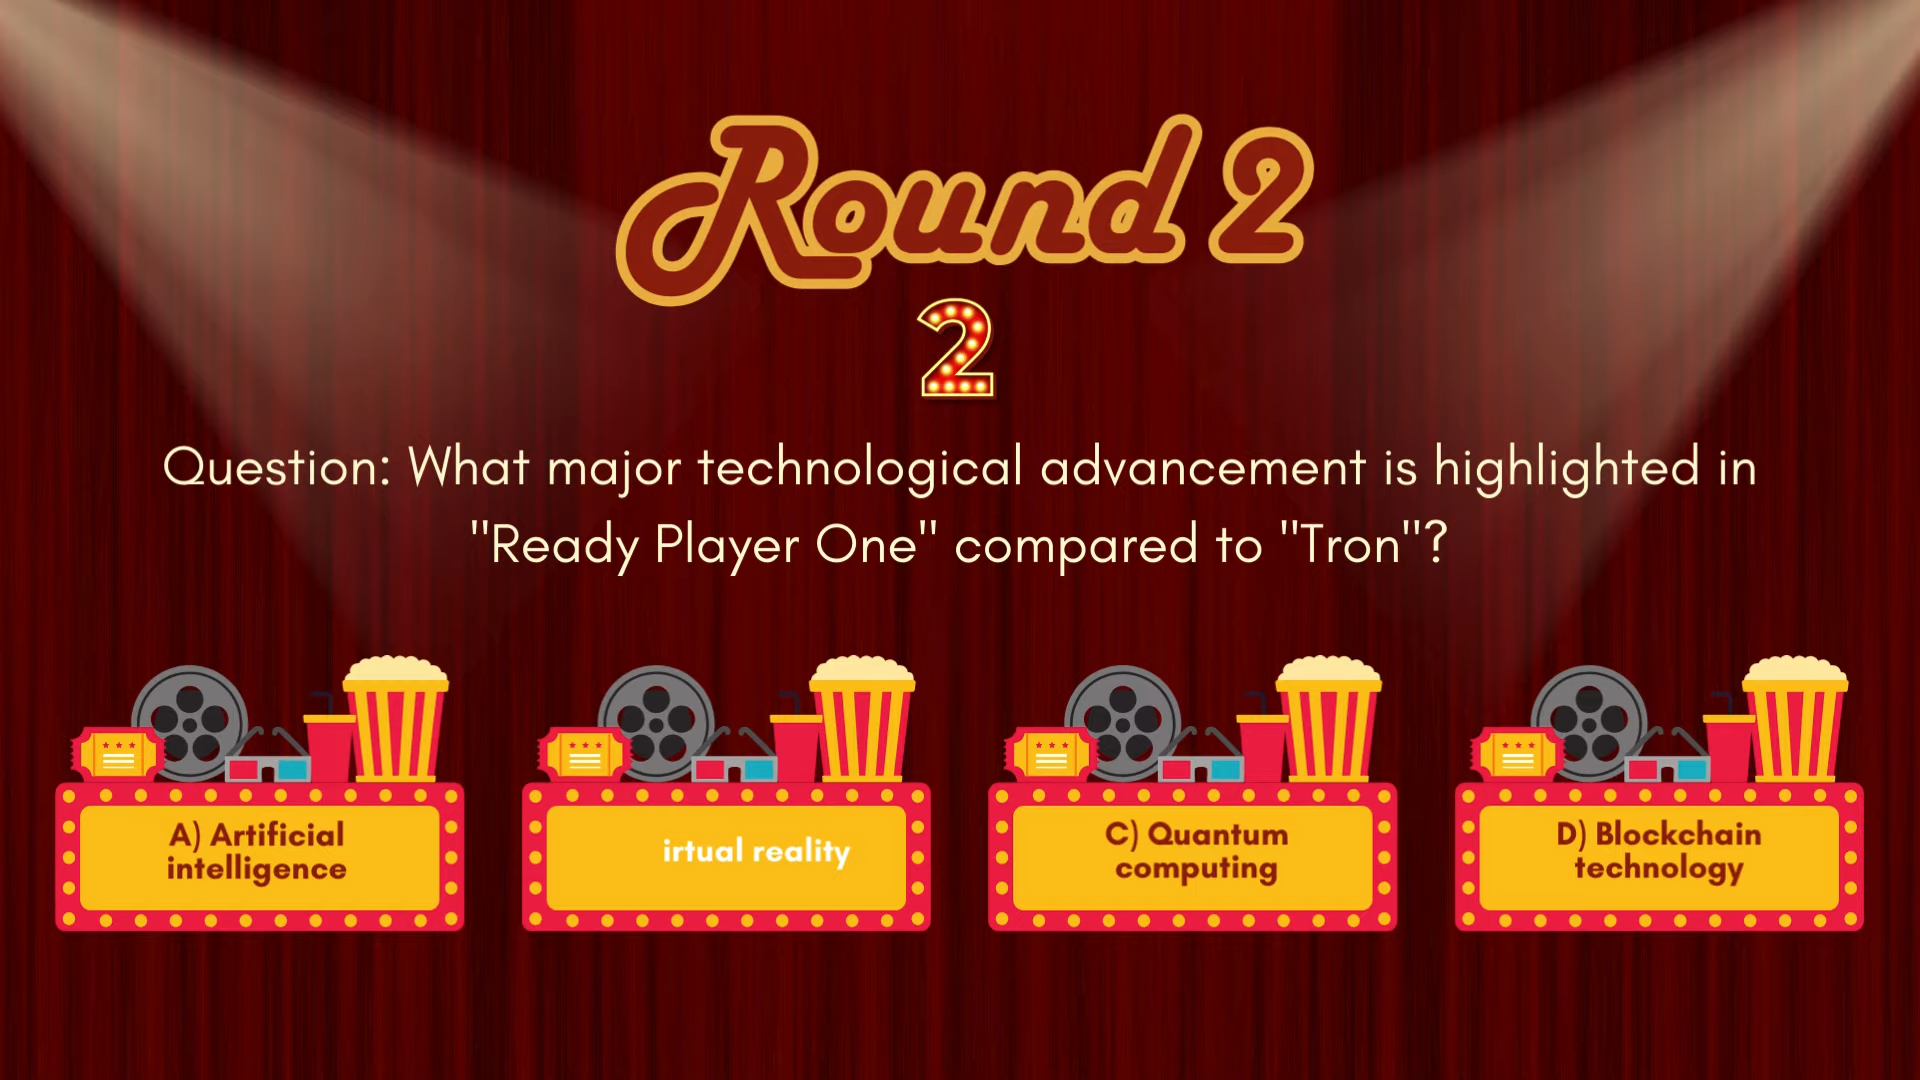 Round 2
2
Question: What major technological advancement is highlighted in
"Ready Player One" compared to "Tron"?
A) Artificial
intelligence
irtual reality
C) Quantum
computing
D) Blockchain
technology